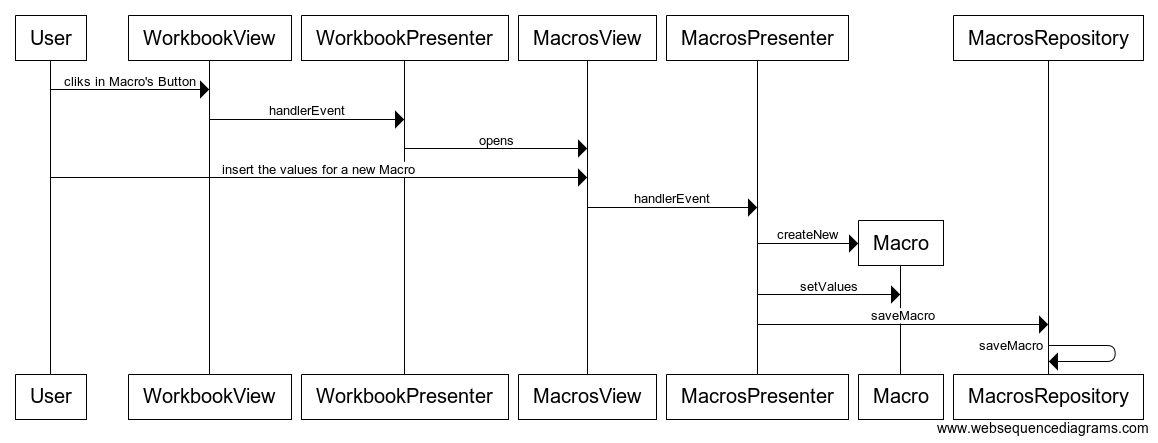 User WorkbookView WorkbookPresenter MacrosView MacrosPresenter MacrosRepository
cliks in Macro's Button
handlerEvent
opens
insert the values for a new Macro
handlerEvent
createNew
Macro
setValues
saveMacro
saveMacro
User WorkbookView WorkbookPresenter MacrosView MacrosPresenter Macro MacrosRepository
www.websequencediagrams.com